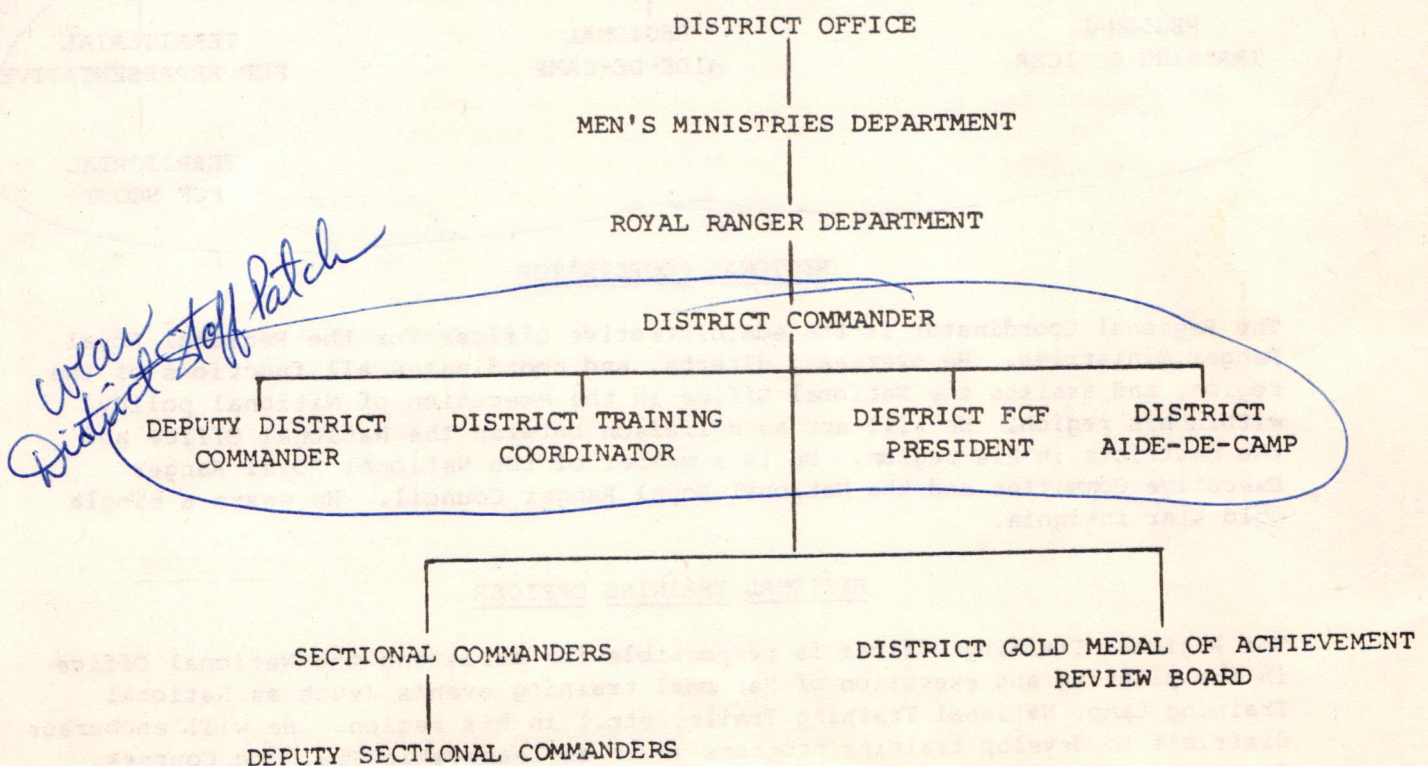 DISTRICT OFFICE
MEN'S MINISTRIES DEPARTMENT
ROYAL RANGER DEPARTMENT
wear
District Staff Patch
DISTRICT COMMANDER
DEPUTY DISTRICT
COMMANDER
DISTRICT TRAINING
COORDINATOR
DISTRICT FCF
PRESIDENT
DISTRICT
AIDE-DE-CAMP
SECTIONAL COMMANDERS
DISTRICT GOLD MEDAL OF ACHIEVEMENT
REVIEW BOARD
DEPUTY SECTIONAL COMMANDERS